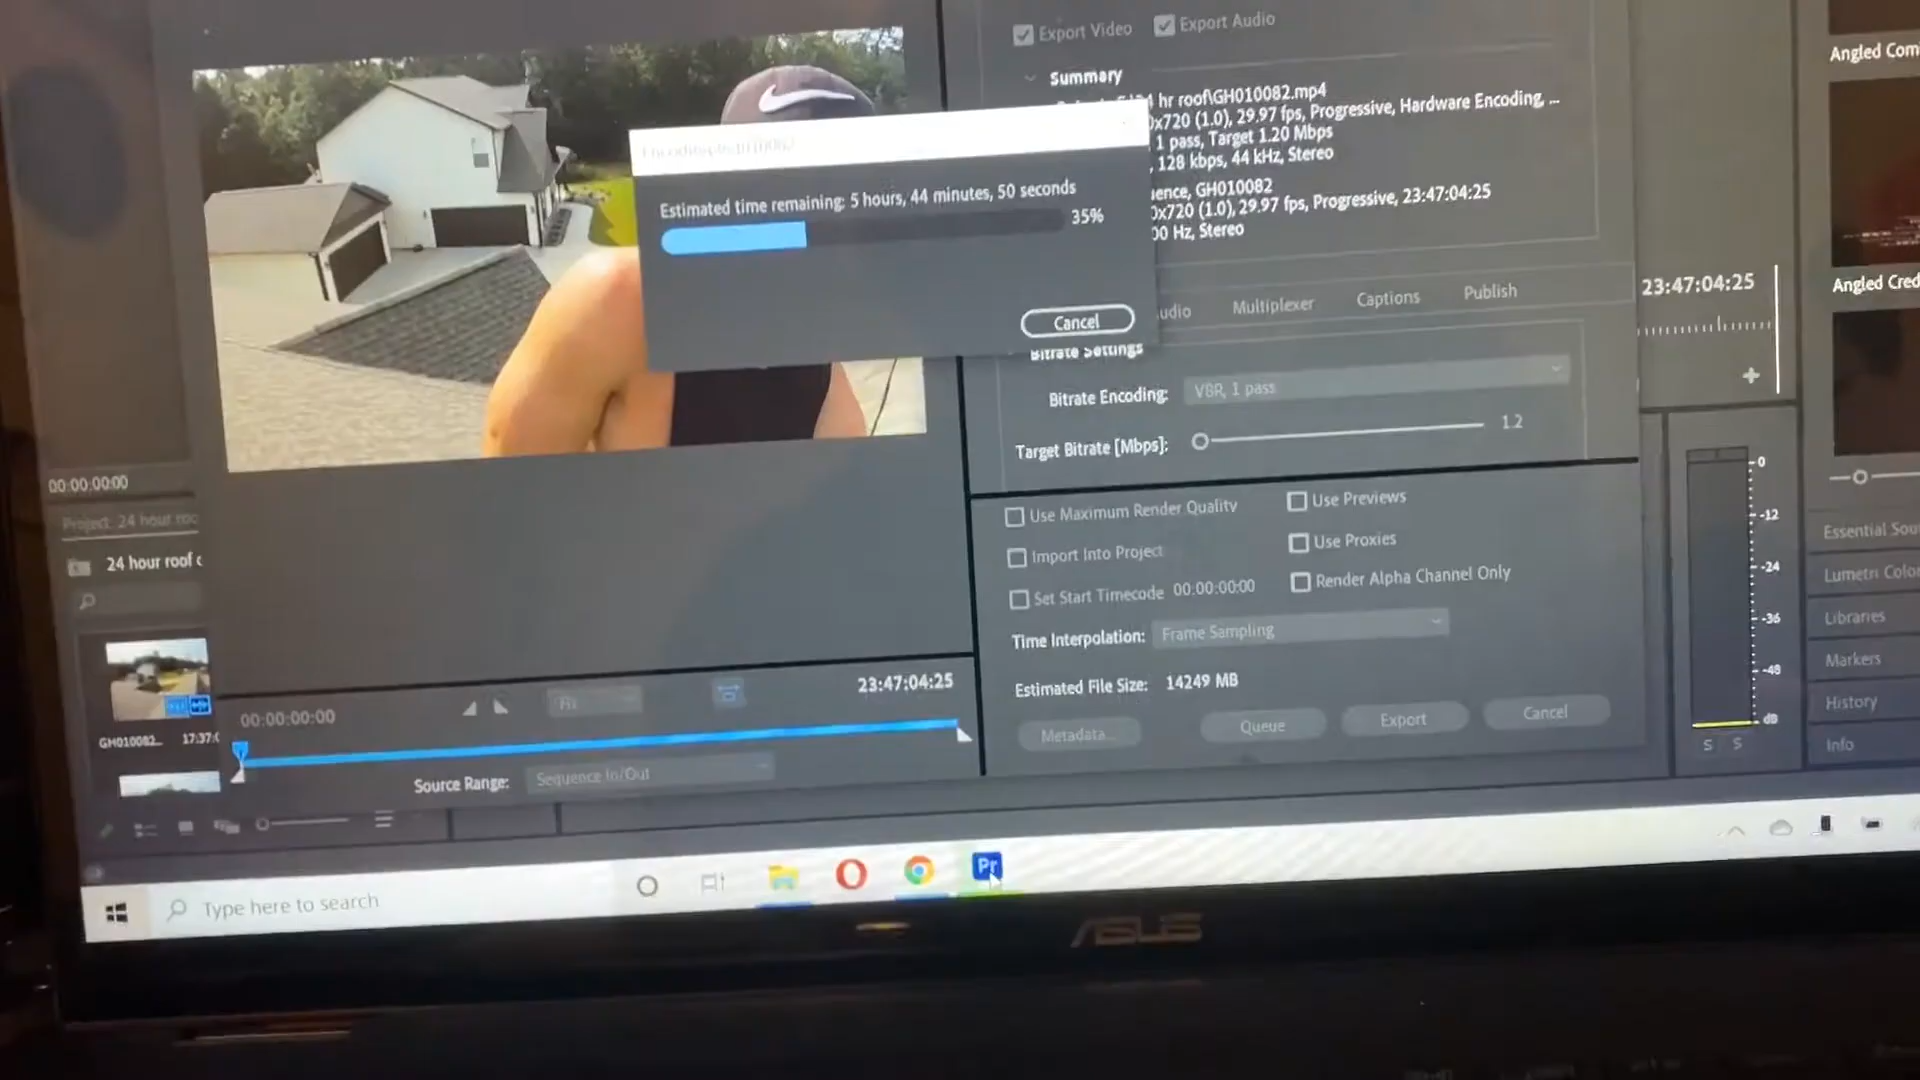 Export Video
Export Audio
Angled Com
Summary
hr roof\GH010082.mp4
x720 (1.0), 29.97 fps, Progressive, Hardware Encoding, ...
1 pass, Target 1.20 Mbps
, 128 kbps, 44 kHz, Stereo
Estimated time remaining: 5 hours, 44 minutes, 50 seconds
35%
Cancel
uence, GH010082
x720 (1.0), 29.97 fps, Progressive, 23:47:04:25
00 Hz, Stereo
23:47:04:25
Angled Cred
udio
Multiplexer
Captions
Publish
Bitrate Settings
Bitrate Encoding:
VBR, 1 pass
Target Bitrate [Mbps]:
1.2
00:00:00:00
Project: 24 hour roo
24 hour roof c
Use Maximum Render Quality
Use Previews
Import Into Project
Use Proxies
Set Start Timecode
00:00:00:00
Render Alpha Channel Only
Time Interpolation:
Frame Sampling
Estimated File Size:
14249 MB
Metadata...
Queue
Export
Cancel
00:00:00:00
Fit
23:47:04:25
Source Range:
Sequence In/Out
GH010082...
17:37:0
0
-12
-24
-36
-48
dB
S
S
Essential Sou
Lumetri Color
Libraries
Markers
History
Info
Type here to search
Pr
ASUS